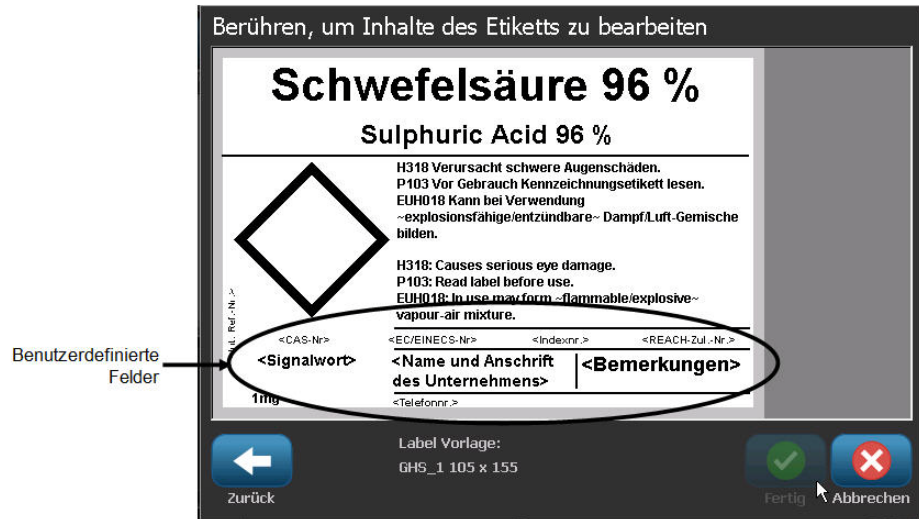 Berühren, um Inhalte des Etiketts zu bearbeiten
Schwefelsäure 96 %
Sulphuric Acid 96 %
H318 Verursacht schwere Augenschäden.
P103 Vor Gebrauch Kennzeichnungsetikett lesen.
EUH018 Kann bei Verwendung
~explosionsfähige/entzündbare~ Dampf/Luft-Gemische
bilden.
H318: Causes serious eye damage.
P103: Read label before use.
EUH018: In use may form ~flammable/explosive~
vapour-air mixture.
Ref.-Nr.>
<CAS-Nr>
<EC/EINECS-Nr>
<Indexnr.>
<REACH-Zul.-Nr.>
Benutzerdefinierte
Felder
<Signalwort>
<Name und Anschrift
des Unternehmens>
<Bemerkungen>
1mg
<Telefonnr.>
Label Vorlage:
GHS_1 105 x 155
Zurück
Fertig
Abbrechen